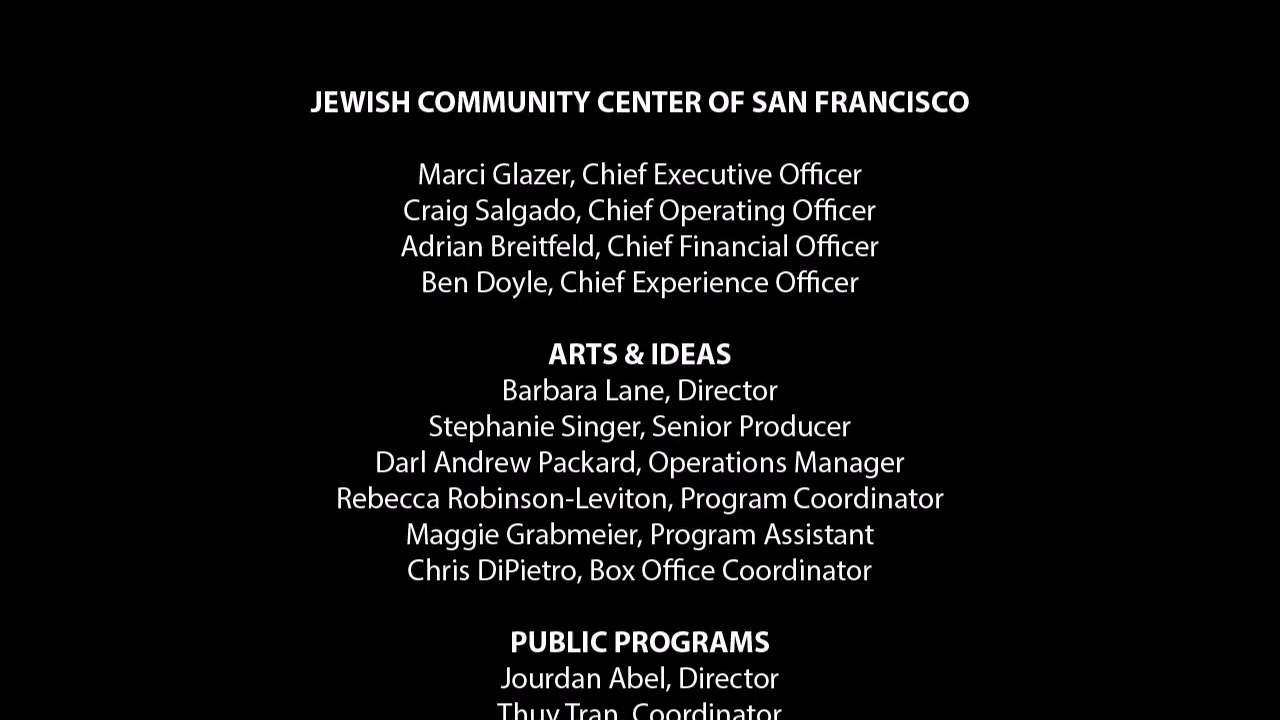 JEWISH COMMUNITY CENTER OF SAN FRANCISCO
Marci Glazer, Chief Executive Officer
Craig Salgado, Chief Operating Officer
Adrian Breitfeld, Chief Financial Officer
Ben Doyle, Chief Experience Officer
ARTS & IDEAS
Barbara Lane, Director
Stephanie Singer, Senior Producer
Darl Andrew Packard, Operations Manager
Rebecca Robinson-Leviton, Program Coordinator
Maggie Grabmeier, Program Assistant
Chris DiPietro, Box Office Coordinator
PUBLIC PROGRAMS
Jourdan Abel, Director
Thuy Tran, Coordinator